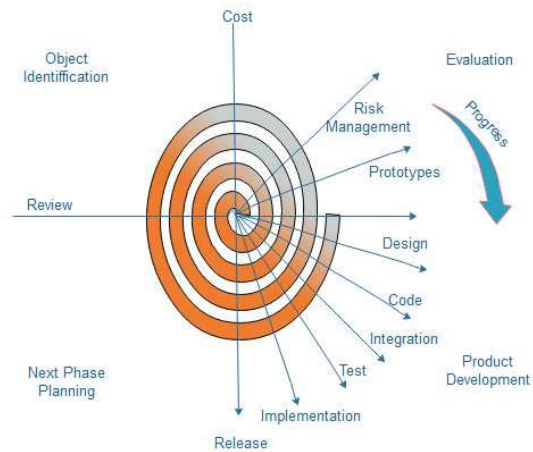 Cost
Object
Identiffication
Evaluation
Progress
Risk
Management
Prototypes
Review
Design
Code
Integration
Next Phase
Planning
Test
Product
Development
Implementation
Release